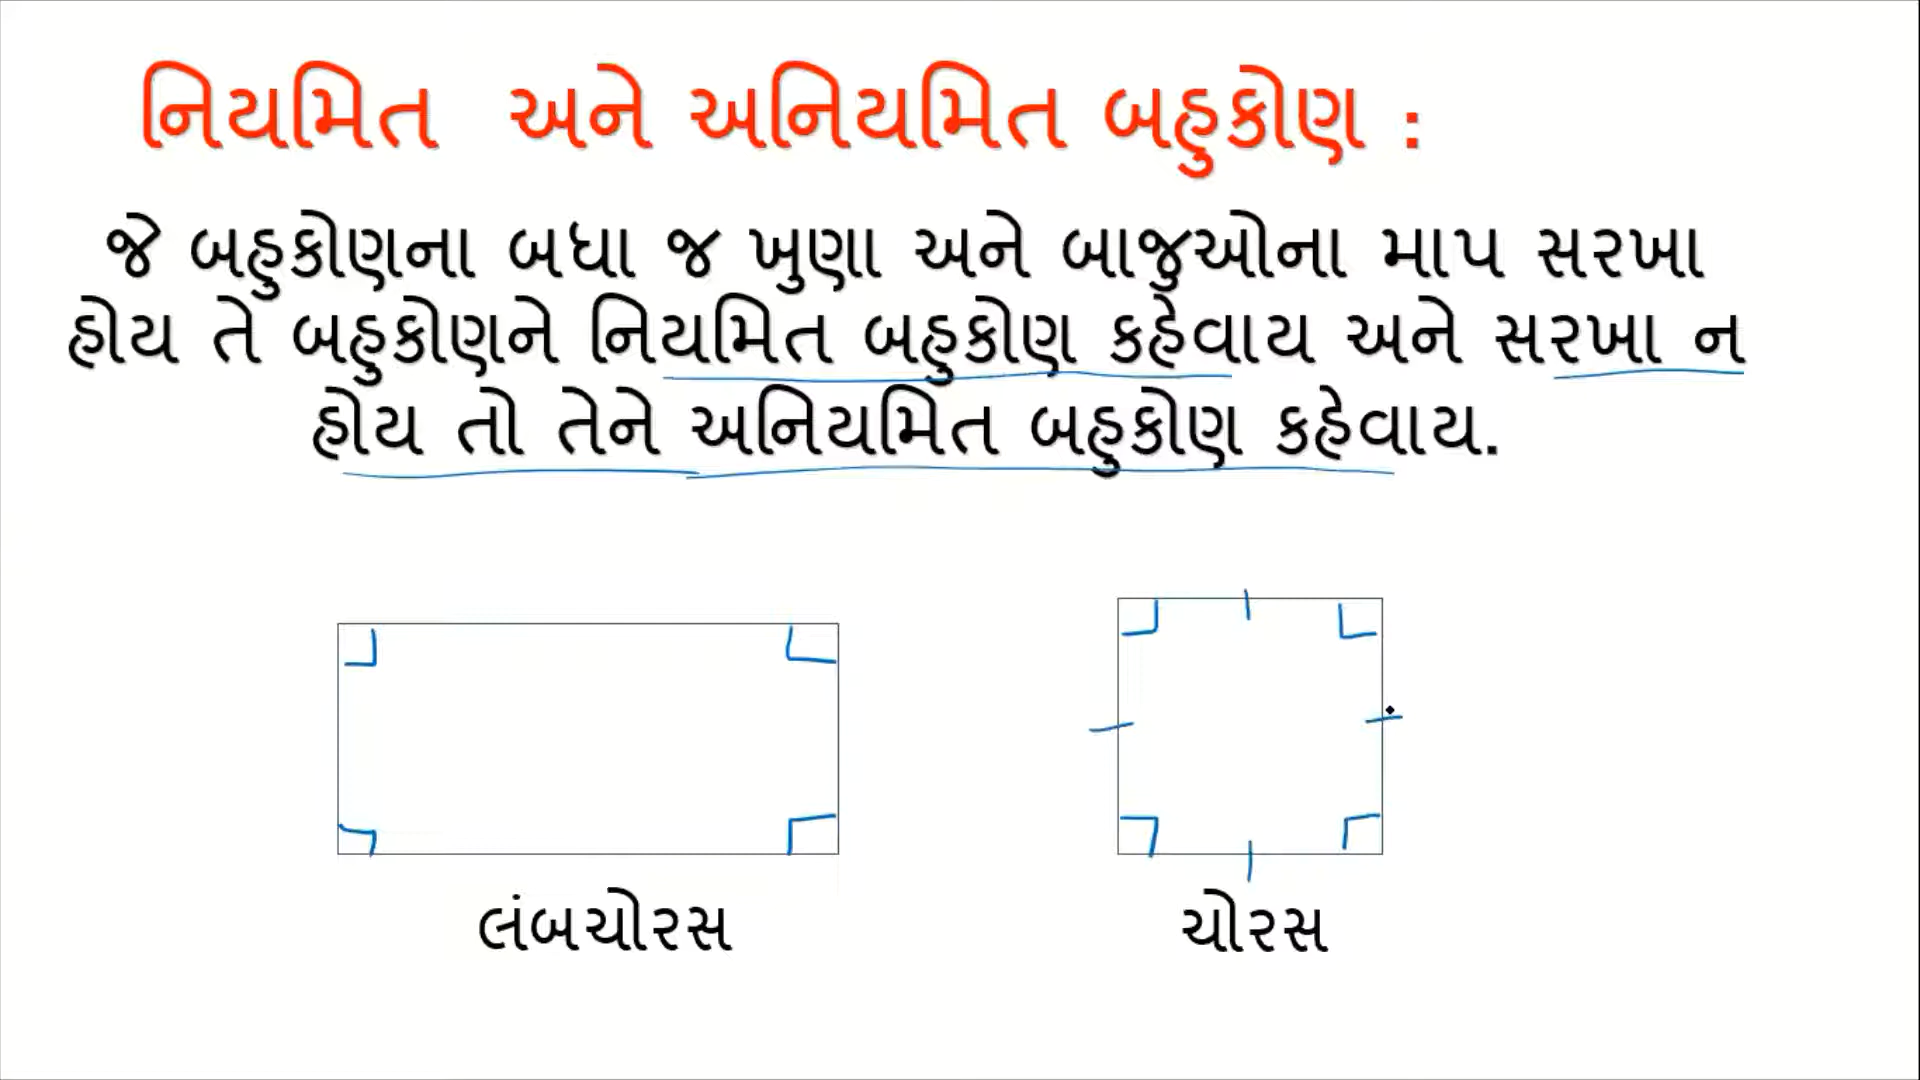 નિયમિત અને અનિયમિત બહુકોણ :
જે બહુકોણના બધા જ ખુણા અને બાજુઓના માપ સરખા
હોય તે બહુકોણને નિયમિત બહુકોણ કહેવાય અને સરખા ન
હોય તો તેને અનિયમિત બહુકોણ કહેવાય.
લંબચોરસ
ચોરસ